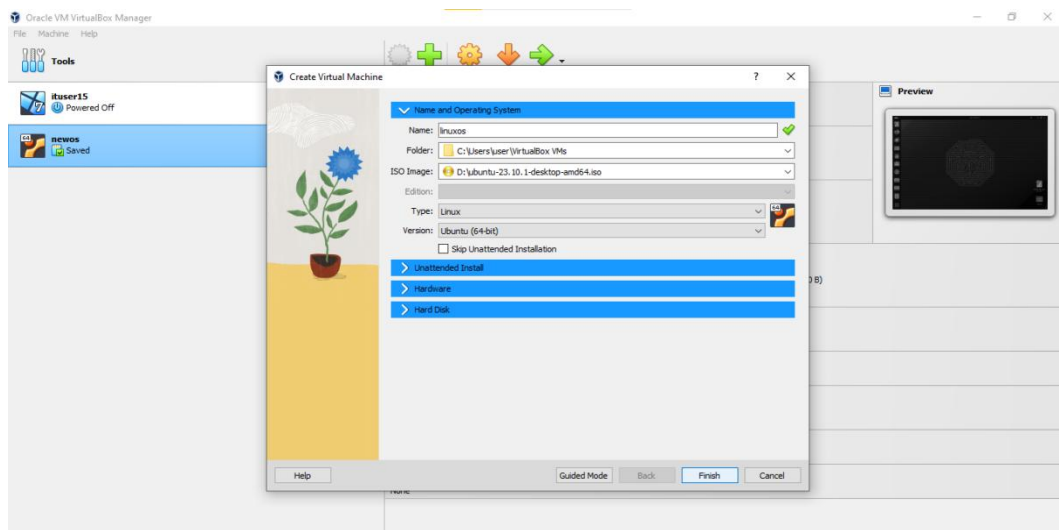 Oracle VM VirtualBox Manager
File Machine Help
Tools
ituser15
Powered Off
64
newos
Saved
Create Virtual Machine
? ×
Name and Operating System
Name: linuxos
Folder: C:\Users\user\VirtualBox VMs
ISO Image: D:\ubuntu-23.10.1-desktop-amd64.iso
Edition:
Type: Linux
64
Version: Ubuntu (64-bit)
Skip Unattended Installation
Unattended Install
Hardware
Hard Disk
Help
Guided Mode Back Finish Cancel
Preview
B)
None